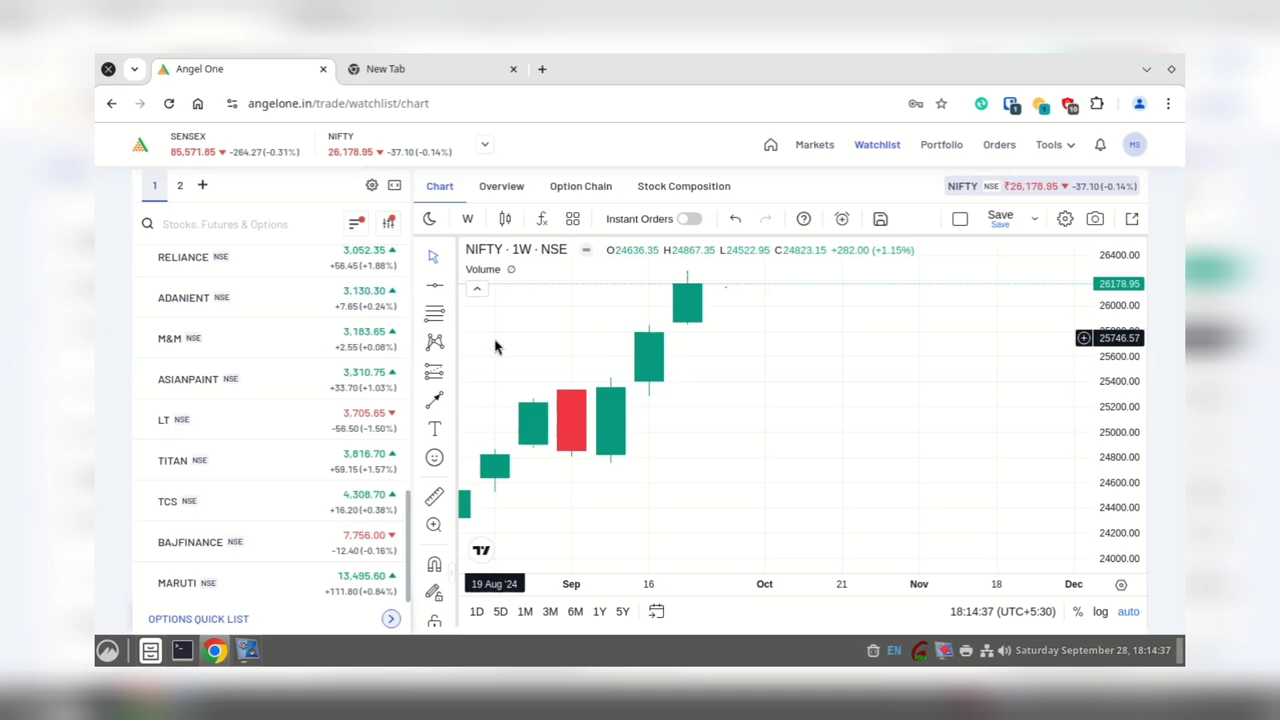 Angel One
New Tab
angelone.in/trade/watchlist/chart
SENSEX
85,571.85 ▼ -264.27(-0.31%)
NIFTY
26,178.95 ▼ -37.10(-0.14%)
Markets
Watchlist
Portfolio
Orders
Tools
MS
1 2 +
Chart
Overview
Option Chain
Stock Composition
NIFTY NSE ₹26,178.95 ▼ -37.10(-0.14%)
Stocks, Futures & Options
W
Instant Orders
Save
Save
RELIANCE NSE 3,052.35 ▲
+56.45(+1.88%)
ADANIENT NSE 3,130.30 ▲
+7.65(+0.24%)
M&M NSE 3,183.65 ▲
+2.55(+0.08%)
ASIANPAINT NSE 3,310.75 ▲
+33.70(+1.03%)
LT NSE 3,705.65 ▼
-56.50(-1.50%)
TITAN NSE 3,816.70 ▲
+59.15(+1.57%)
TCS NSE 4,308.70 ▲
+16.20(+0.38%)
BAJFINANCE NSE 7,756.00 ▼
-12.40(-0.16%)
MARUTI NSE 13,495.60 ▲
+111.80(+0.84%)
OPTIONS QUICK LIST
NIFTY · 1W · NSE O24636.35 H24867.35 L24522.95 C24823.15 +282.00 (+1.15%)
Volume ∅
26400.00
26178.95
26000.00
25746.57
25600.00
25400.00
25200.00
25000.00
24800.00
24600.00
24400.00
24200.00
24000.00
19 Aug '24 Sep 16 Oct 21 Nov 18 Dec
1D 5D 1M 3M 6M 1Y 5Y
18:14:37 (UTC+5:30) % log auto
EN
Saturday September 28, 18:14:37